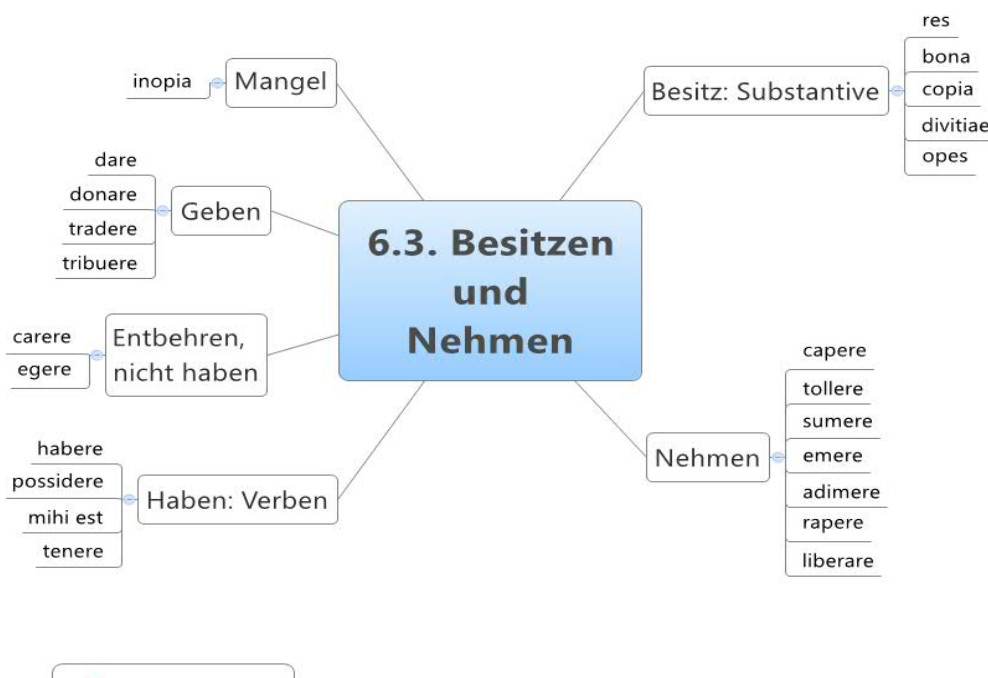 6.3. Besitzen
und
Nehmen
Mangel
inopia
Geben
dare
donare
tradere
tribuere
Entbehren,
nicht haben
carere
egere
Haben: Verben
habere
possidere
mihi est
tenere
Besitz: Substantive
res
bona
copia
divitiae
opes
Nehmen
capere
tollere
sumere
emere
adimere
rapere
liberare